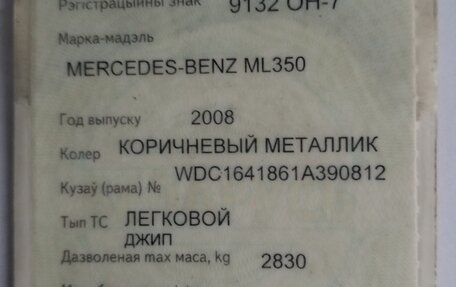 Рэгістрацыйны знак 9132 ОН-7
Марка-мадэль
MERCEDES-BENZ ML350
Год выпуску 2008
Колер КОРИЧНЕВЫЙ МЕТАЛЛИК
Кузаў (рама) № WDC1641861A390812
Тып ТС ЛЕГКОВОЙ
ДЖИП
Дазволеная max маса, kg 2830